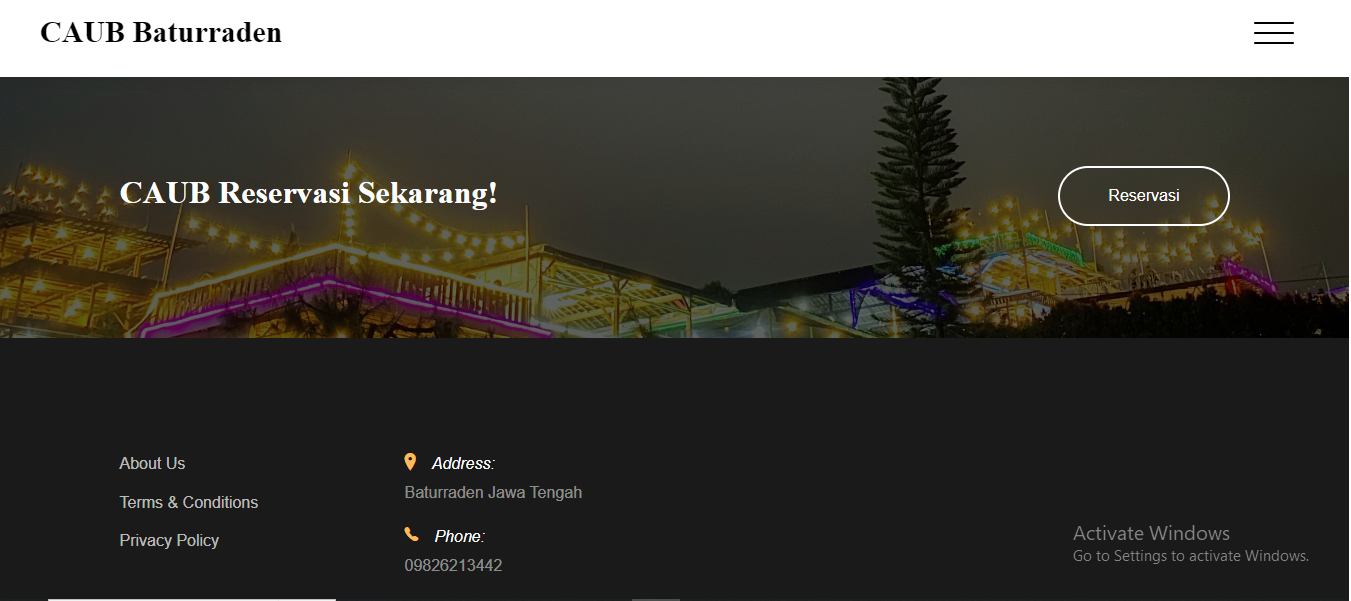 CAUB Baturraden
CAUB Reservasi Sekarang!
Reservasi
About Us
Terms & Conditions
Privacy Policy
Address:
Baturraden Jawa Tengah
Phone:
09826213442
Activate Windows
Go to Settings to activate Windows.